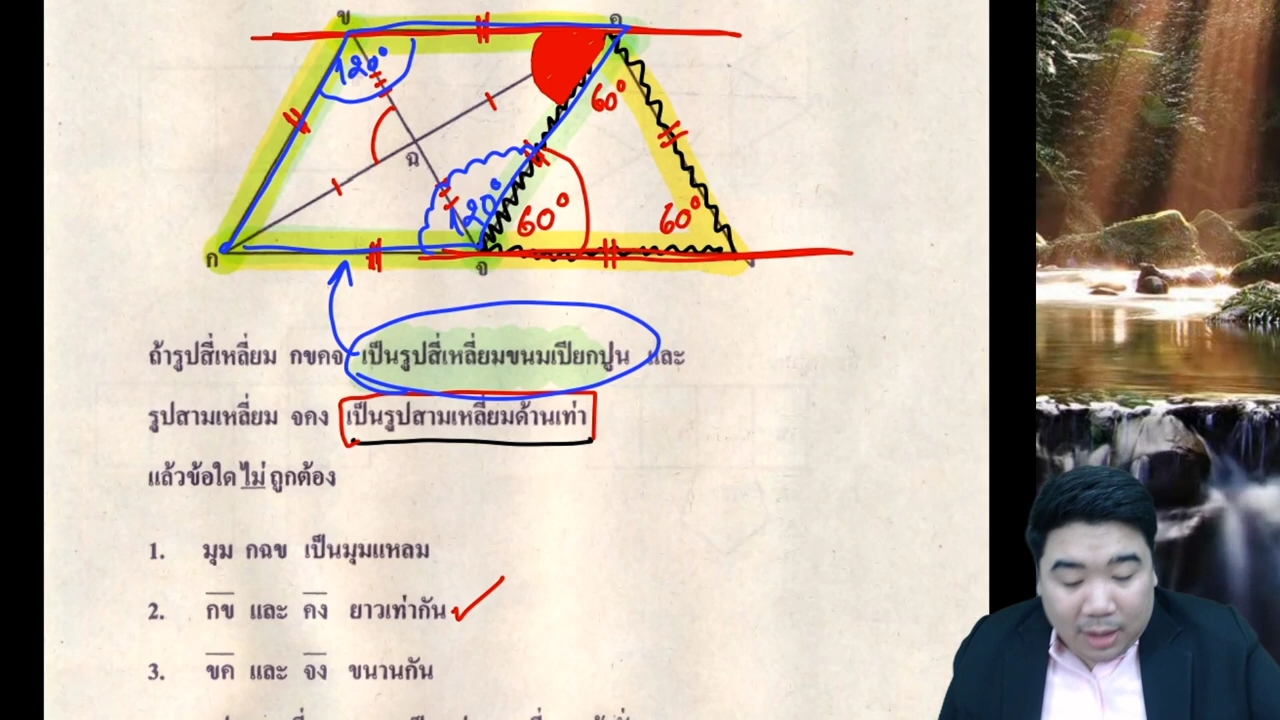 ข
ค
120°
60°
ฉ
120°
60°
60°
ก
จ
ถ้ารูปสี่เหลี่ยม กขคจ เป็นรูปสี่เหลี่ยมขนมเปียกปูน และ
รูปสามเหลี่ยม จคง เป็นรูปสามเหลี่ยมด้านเท่า
แล้วข้อใด ไม่ ถูกต้อง
1. มุม กฉข เป็นมุมแหลม
2. กข และ คง ยาวเท่ากัน
3. ขค และ จง ขนานกัน